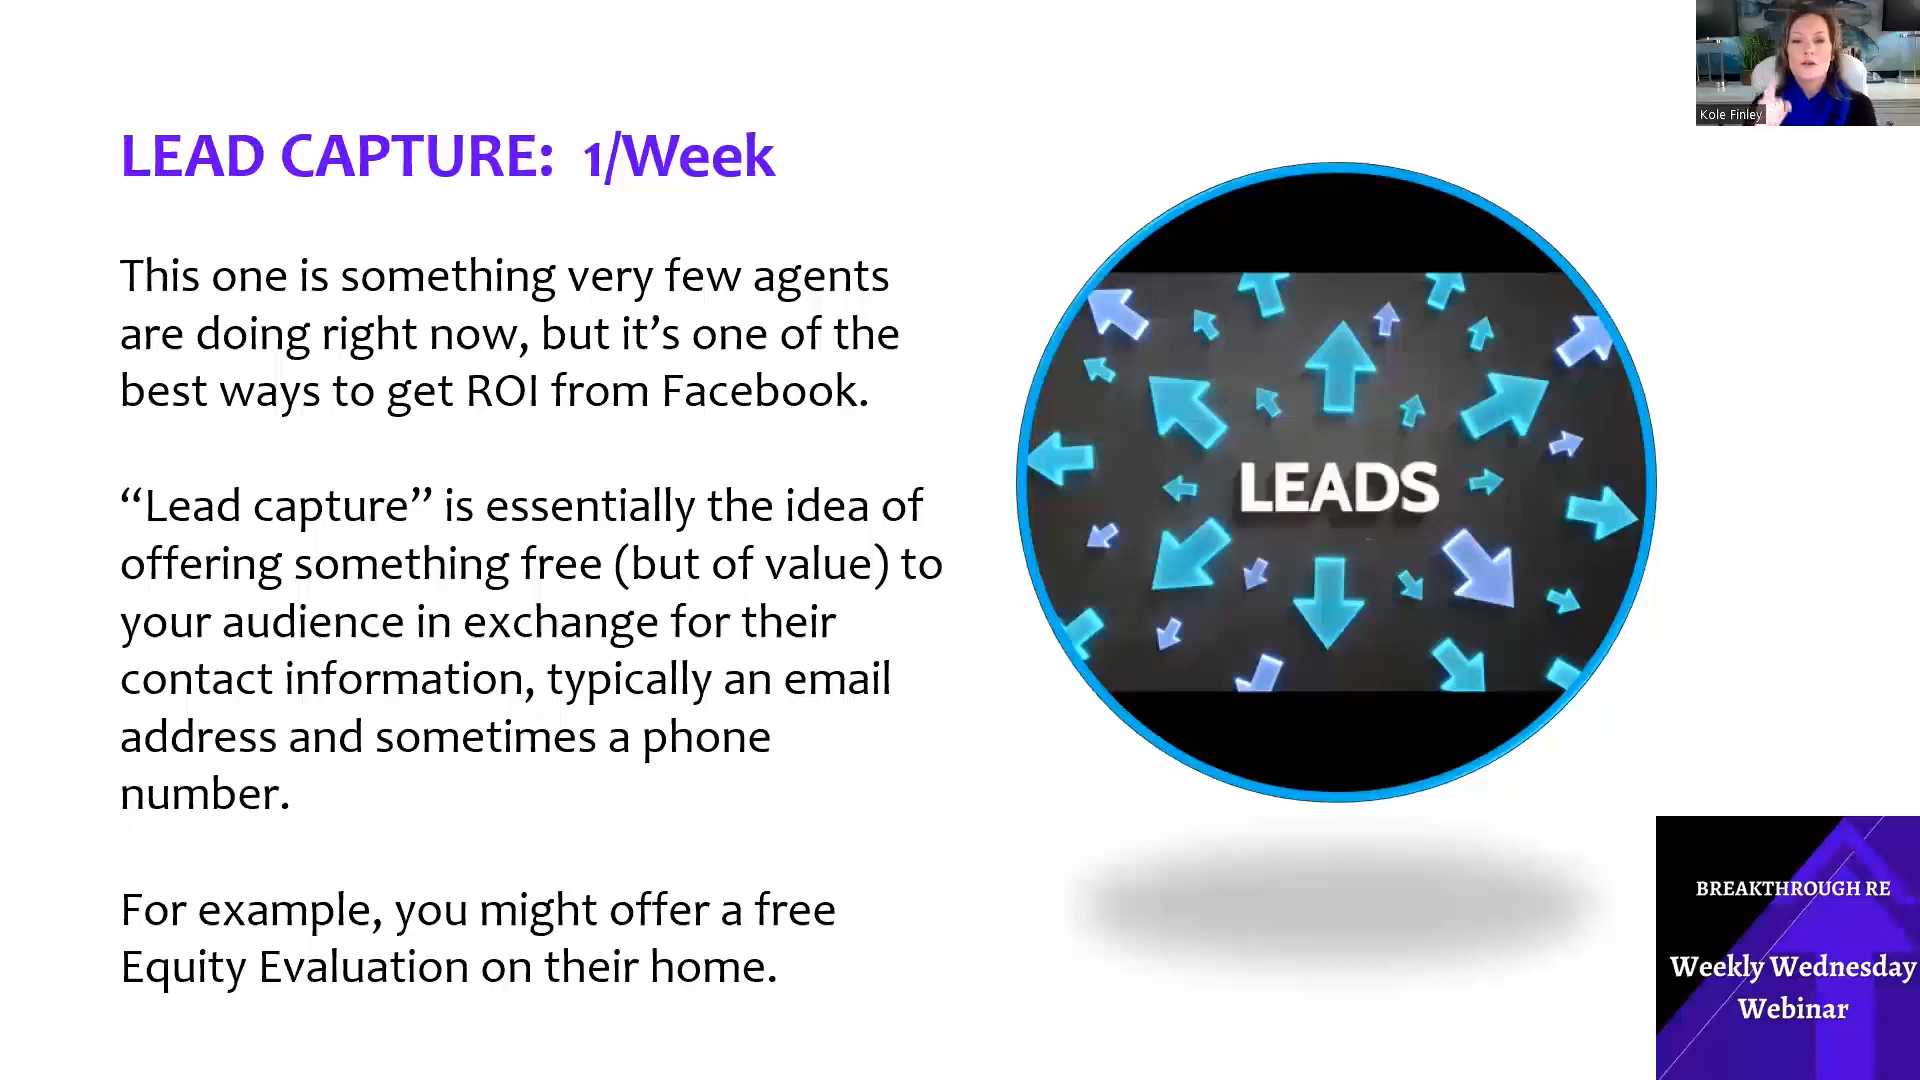 LEAD CAPTURE: 1/Week
This one is something very few agents
are doing right now, but it’s one of the
best ways to get ROI from Facebook.
“Lead capture” is essentially the idea of
offering something free (but of value) to
your audience in exchange for their
contact information, typically an email
address and sometimes a phone
number.
For example, you might offer a free
Equity Evaluation on their home.
LEADS
Kole Finley
BREAKTHROUGH RE
Weekly Wednesday
Webinar